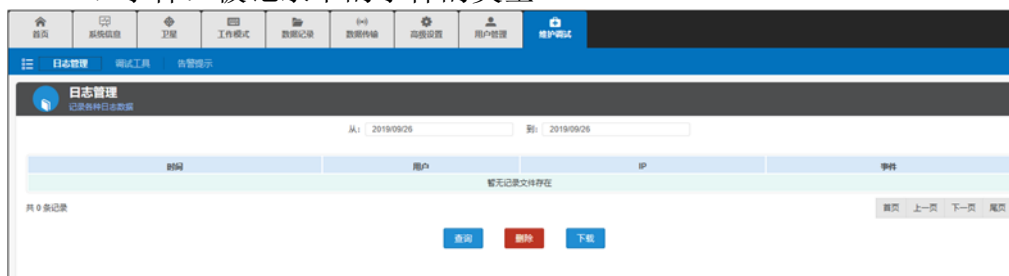 首页 系统信息 卫星 工作模式 数据记录 数据传输 高级设置 用户管理 维护调试
日志管理 调试工具 告警提示
日志管理
记录各种日志数据
从: 2019/09/26 到: 2019/09/26
时间 用户 IP 事件
暂无记录文件存在
共 0 条记录 首页 上一页 下一页 尾页
查询 删除 下载